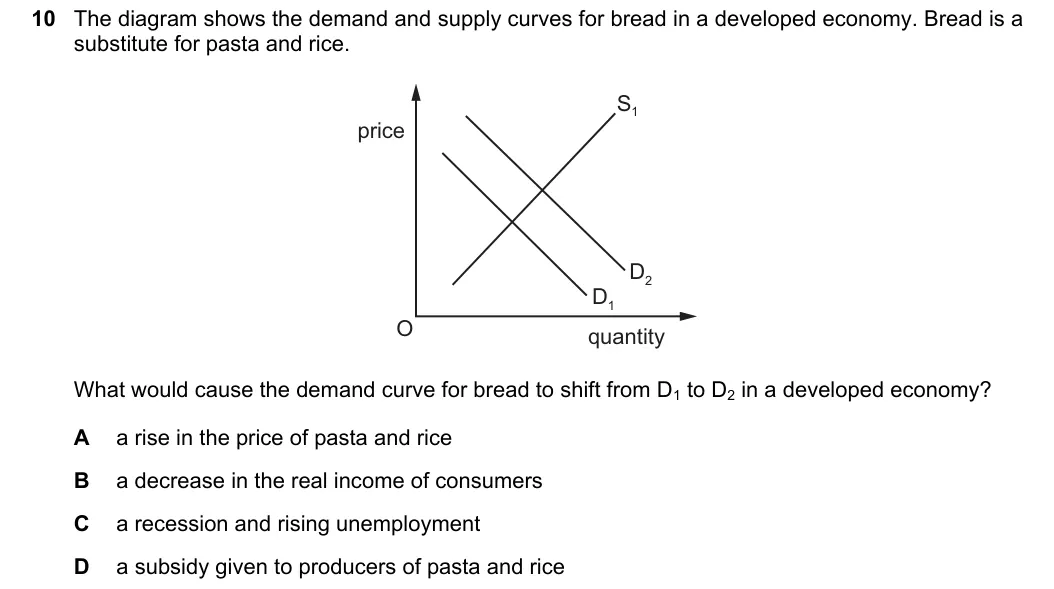 10 The diagram shows the demand and supply curves for bread in a developed economy. Bread is a
substitute for pasta and rice.
S1
price
D2
D1
O
quantity
What would cause the demand curve for bread to shift from D1 to D2 in a developed economy?
A a rise in the price of pasta and rice
B a decrease in the real income of consumers
C a recession and rising unemployment
D a subsidy given to producers of pasta and rice